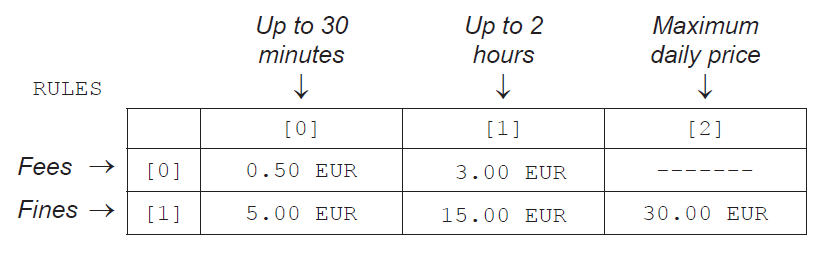 Up to 30 minutes
Up to 2 hours
Maximum daily price
RULES ↓ ↓ ↓
[0] [1] [2]
Fees → [0] 0.50 EUR 3.00 EUR -------
Fines → [1] 5.00 EUR 15.00 EUR 30.00 EUR